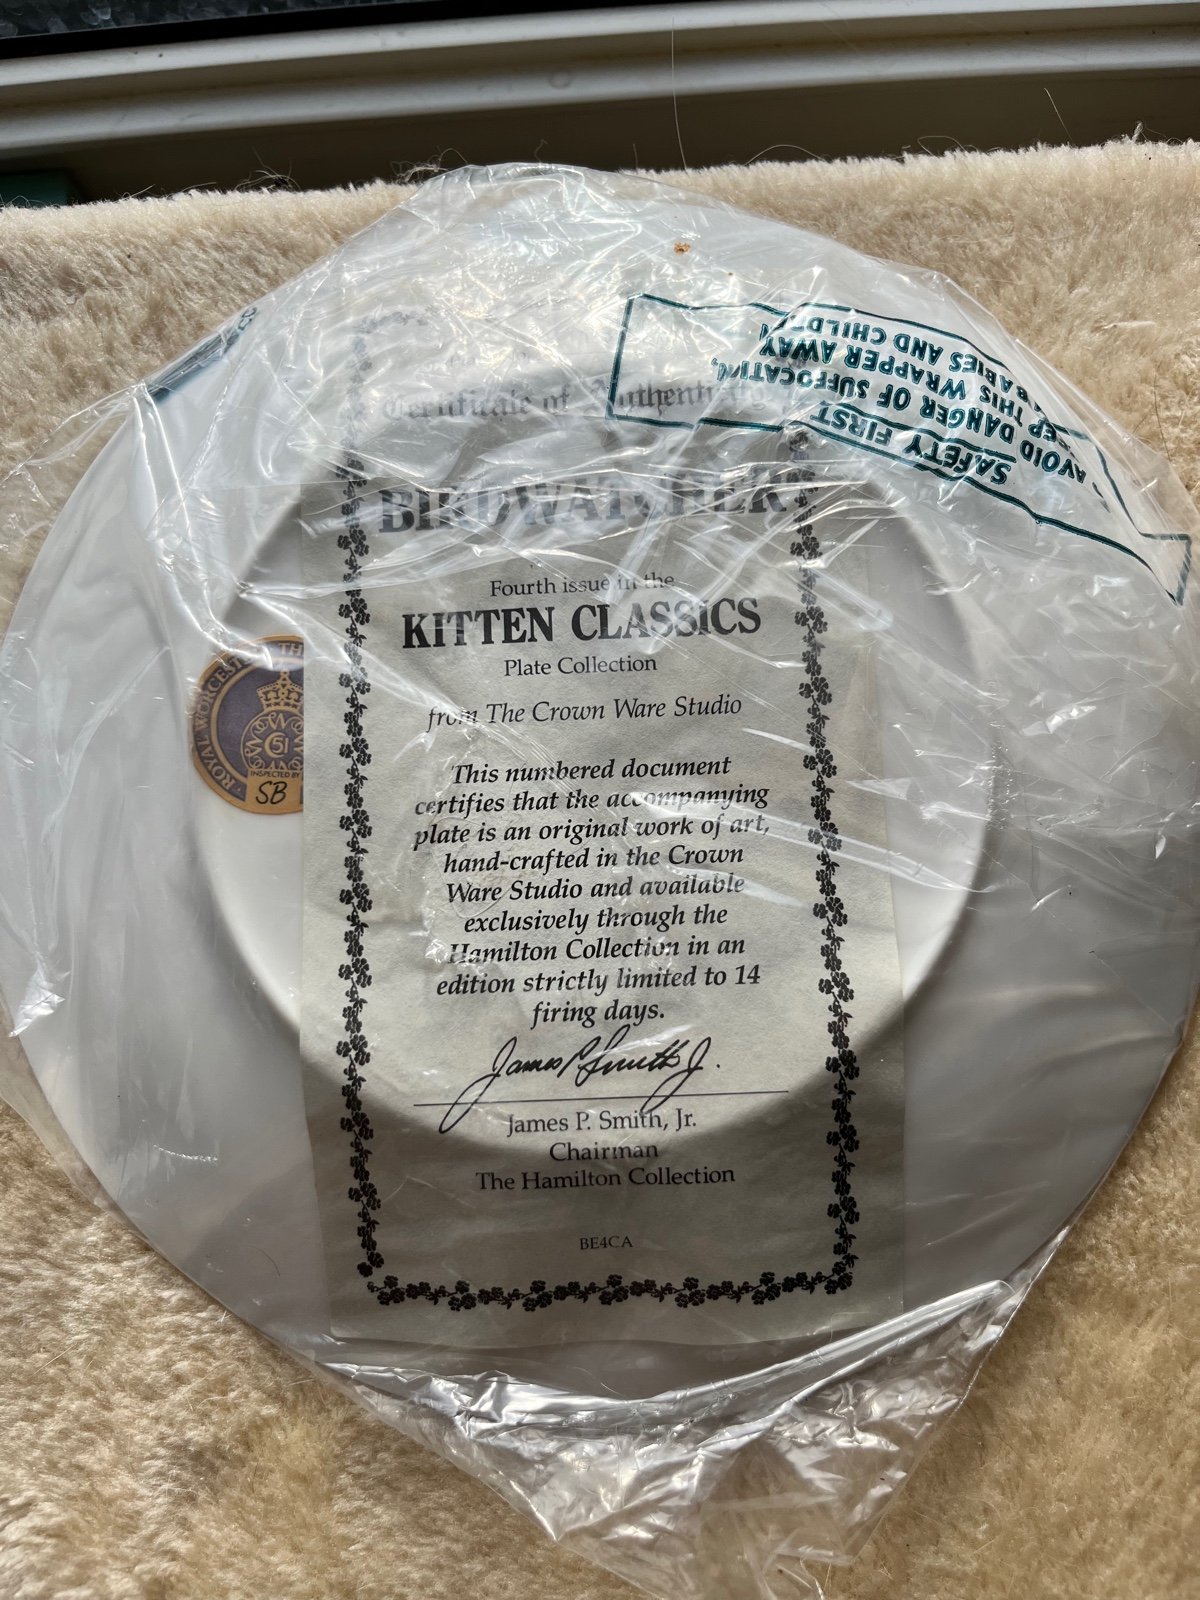 Certificate of Authenticity
BIRDWATCHER
Fourth issue in the
KITTEN CLASSICS
Plate Collection
from The Crown Ware Studio
This numbered document
certifies that the accompanying
plate is an original work of art,
hand-crafted in the Crown
Ware Studio and available
exclusively through the
Hamilton Collection in an
edition strictly limited to 14
firing days.
James P. Smith Jr.
James P. Smith, Jr.
Chairman
The Hamilton Collection
BE4CA
ROYAL WORCESTER
51
INSPECTED BY
SB
SAFETY FIRST
AVOID DANGER OF SUFFOCATION,
KEEP THIS WRAPPER AWAY
BABIES AND CHILDREN